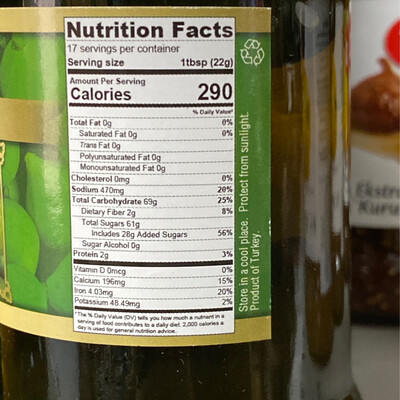 Nutrition Facts
17 servings per container
Serving size 1tbsp (22g)
Amount Per Serving
Calories 290
% Daily Value*
Total Fat 0g 0%
Saturated Fat 0g 0%
Trans Fat 0g
Polyunsaturated Fat 0g
Monounsaturated Fat 0g
Cholesterol 0mg 0%
Sodium 470mg 20%
Total Carbohydrate 69g 25%
Dietary Fiber 2g 8%
Total Sugars 61g
Includes 28g Added Sugars 56%
Sugar Alcohol 0g
Protein 2g 3%
Vitamin D 0mcg 0%
Calcium 196mg 15%
Iron 4.03mg 20%
Potassium 48.49mg 2%
*The % Daily Value (DV) tells you how much a nutrient in a
serving of food contributes to a daily diet. 2,000 calories a
day is used for general nutrition advice.
Store in a cool place. Protect from sunlight.
Product of Turkey.
Ekstr
Kuru